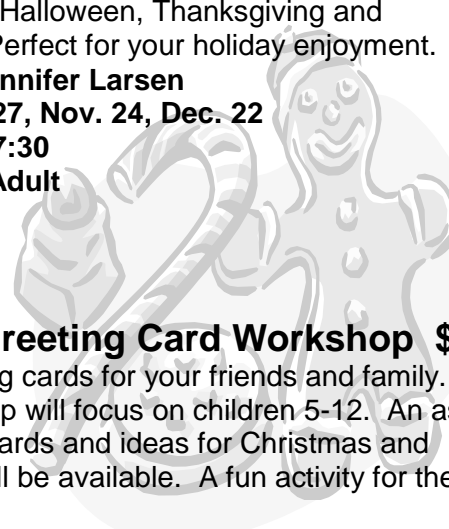 Halloween, Thanksgiving and
Perfect for your holiday enjoyment.
nnifer Larsen
27, Nov. 24, Dec. 22
7:30
Adult
reeting Card Workshop $
g cards for your friends and family.
p will focus on children 5-12. An as
ards and ideas for Christmas and
ll be available. A fun activity for the